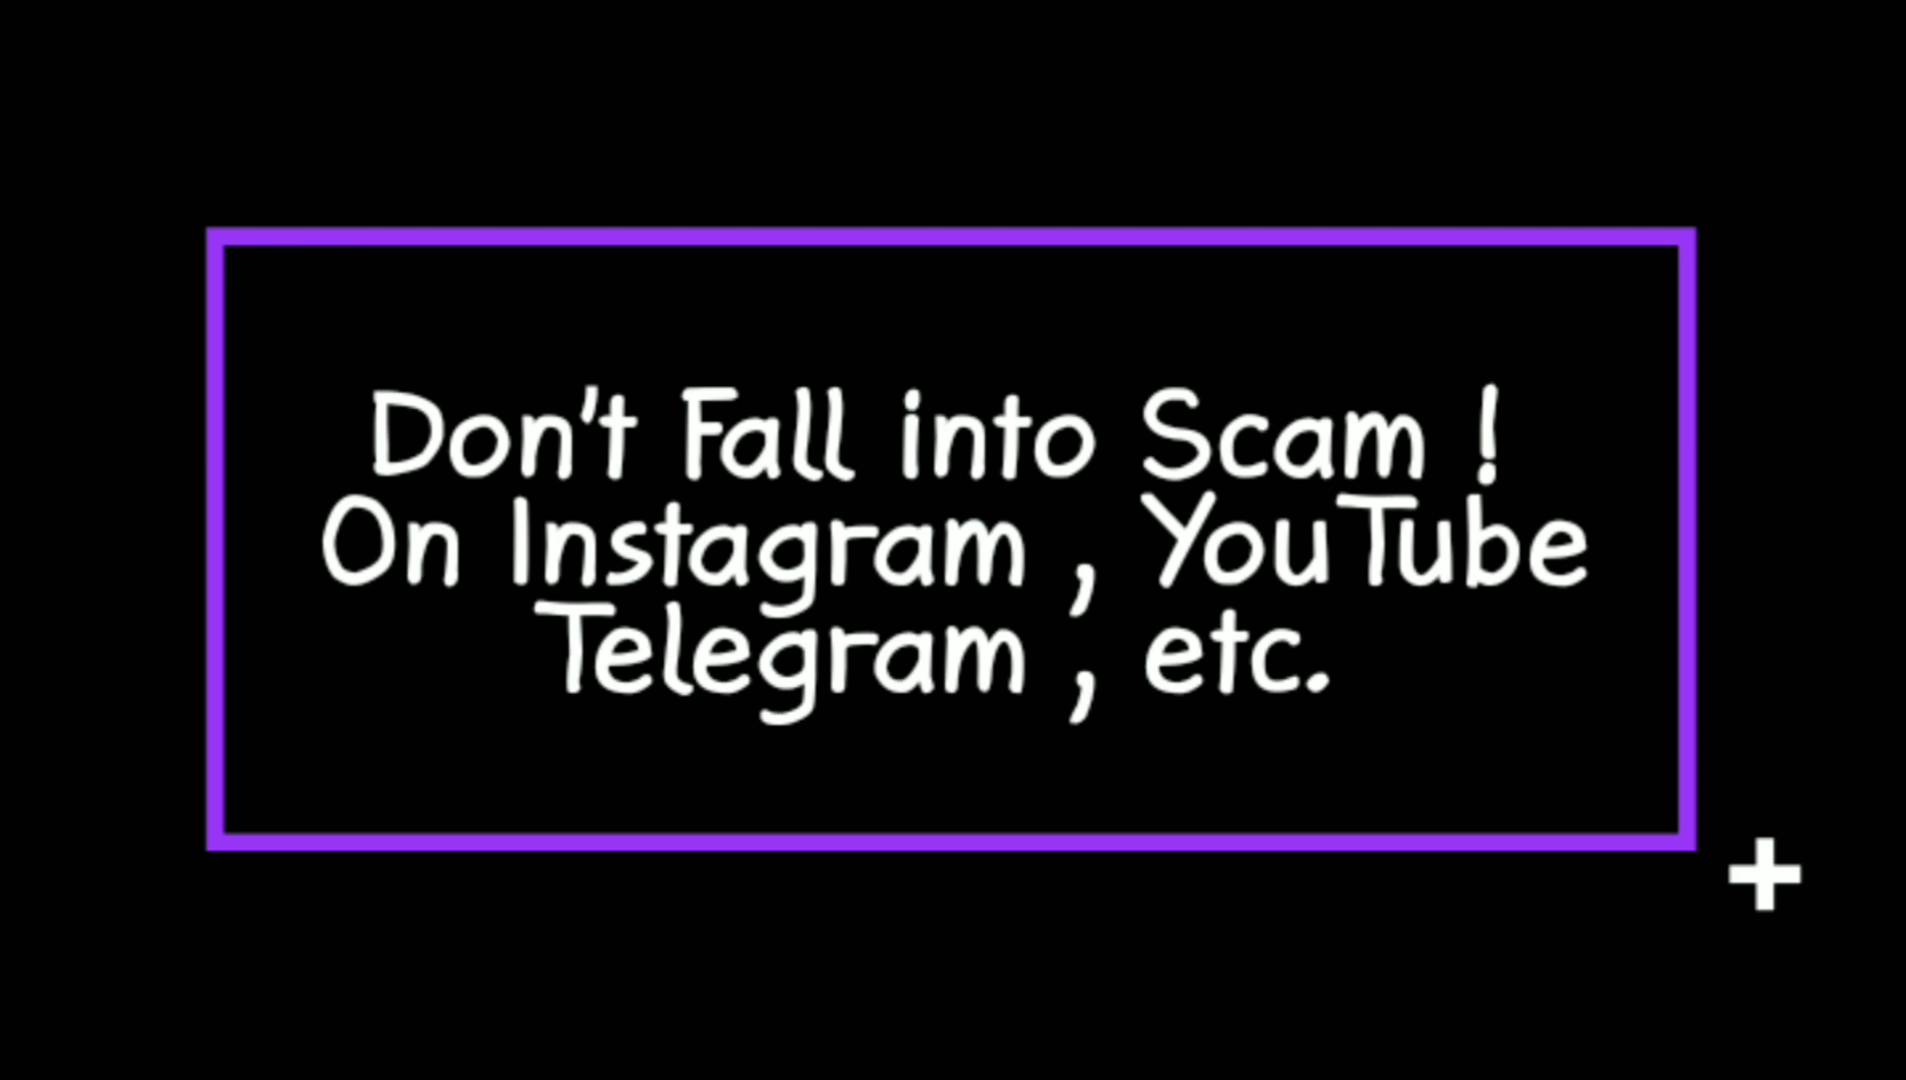 Don't Fall into Scam !
On Instagram , YouTube
Telegram , etc.